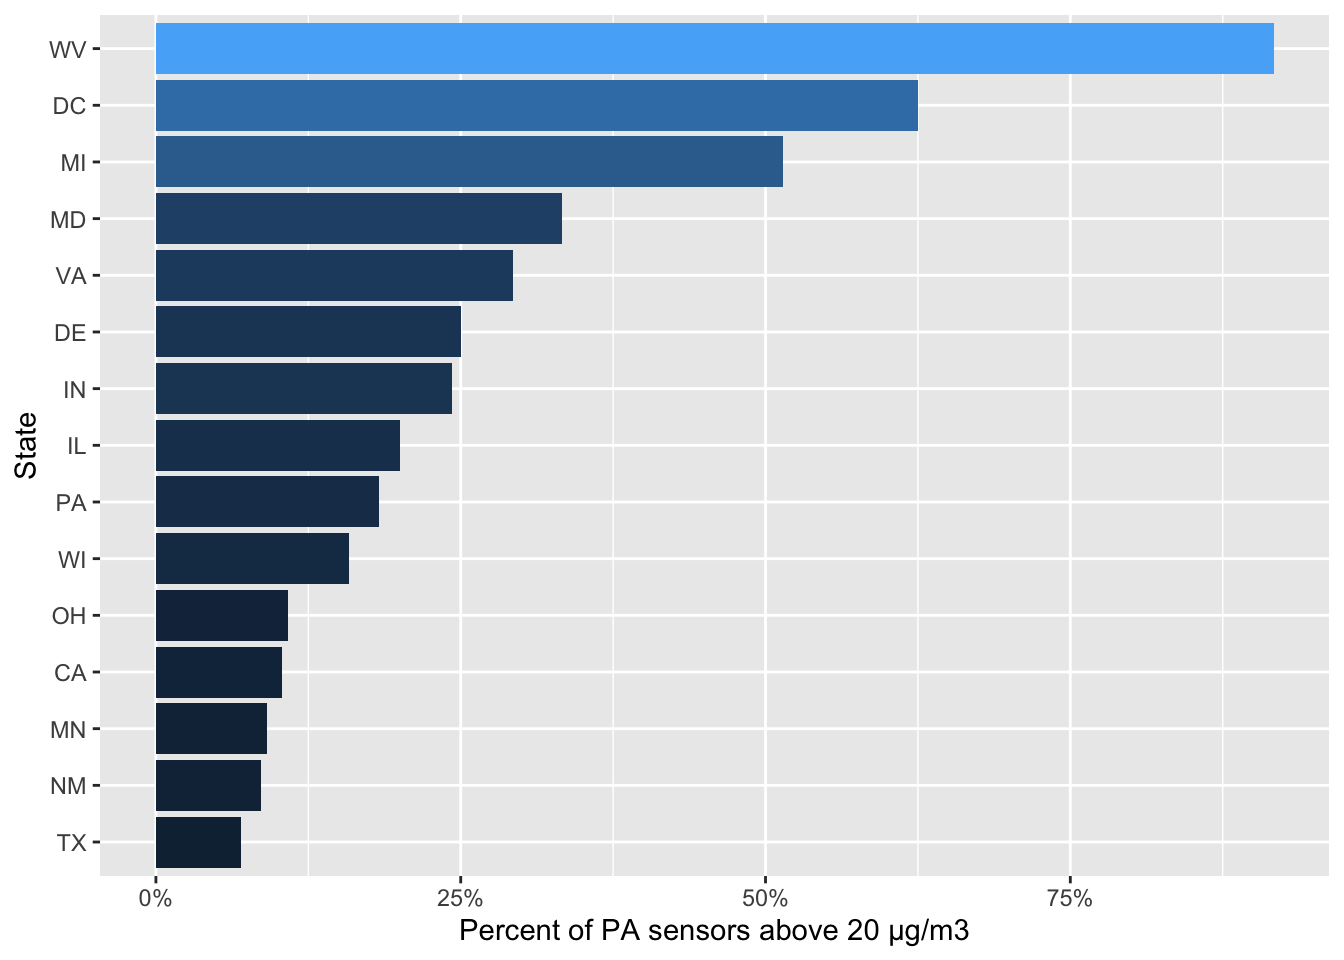 WV
DC
MI
MD
VA
DE
IN
IL
PA
WI
OH
CA
MN
NM
TX
State
0% 25% 50% 75%
Percent of PA sensors above 20 µg/m3